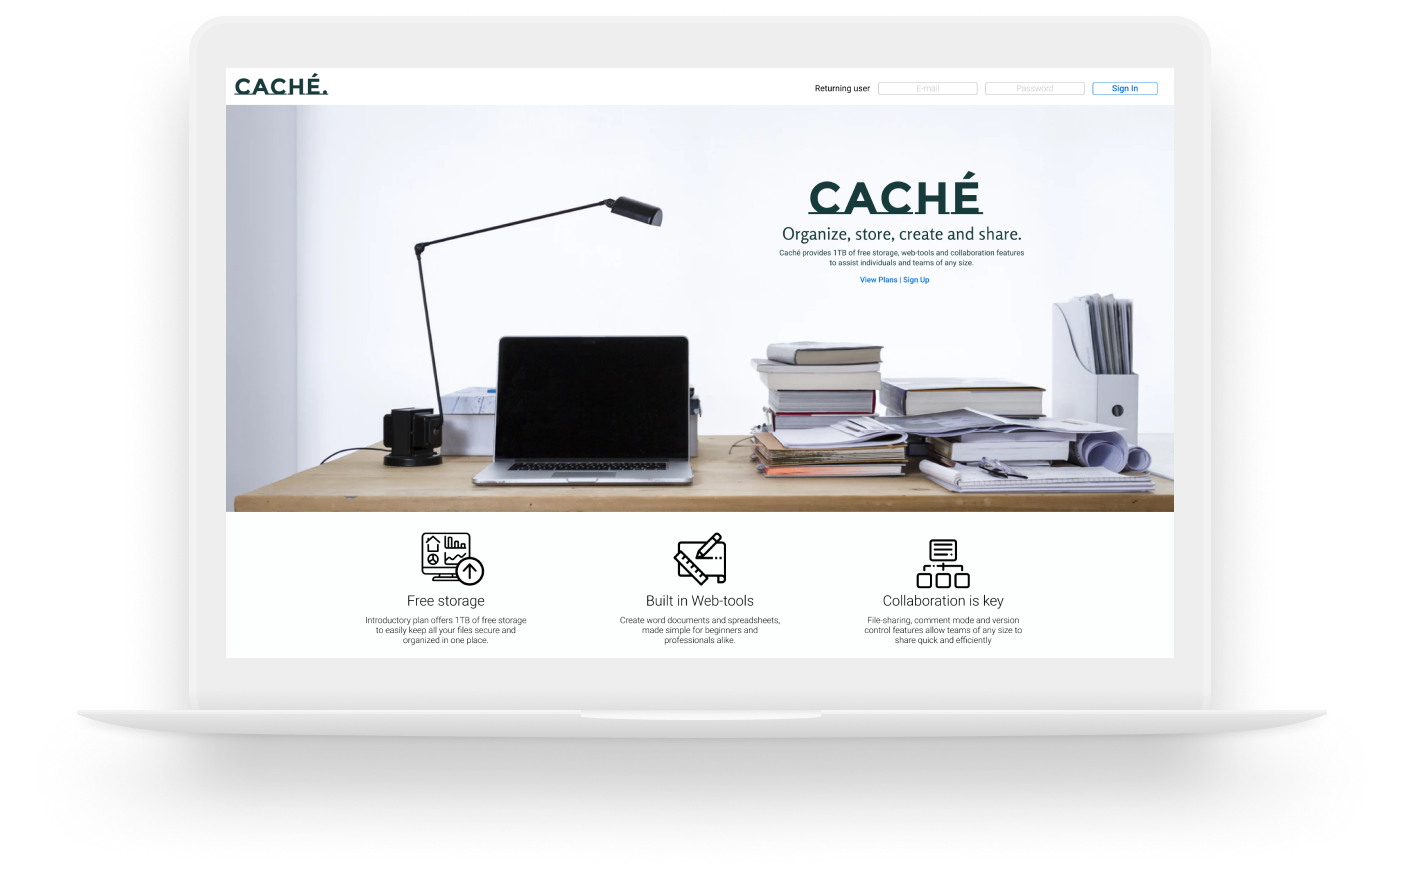 CACHÉ.
Returning user
E-mail
Password
Sign In
CACHÉ
Organize, store, create and share.
Caché provides 1TB of free storage, web-tools and collaboration features
to assist individuals and teams of any size.
View Plans | Sign Up
Free storage
Introductory plan offers 1TB of free storage
to easily keep all your files secure and
organized in one place.
Built in Web-tools
Create word documents and spreadsheets,
made simple for beginners and
professionals alike.
Collaboration is key
File-sharing, comment mode and version
control features allow teams of any size to
share quick and efficiently